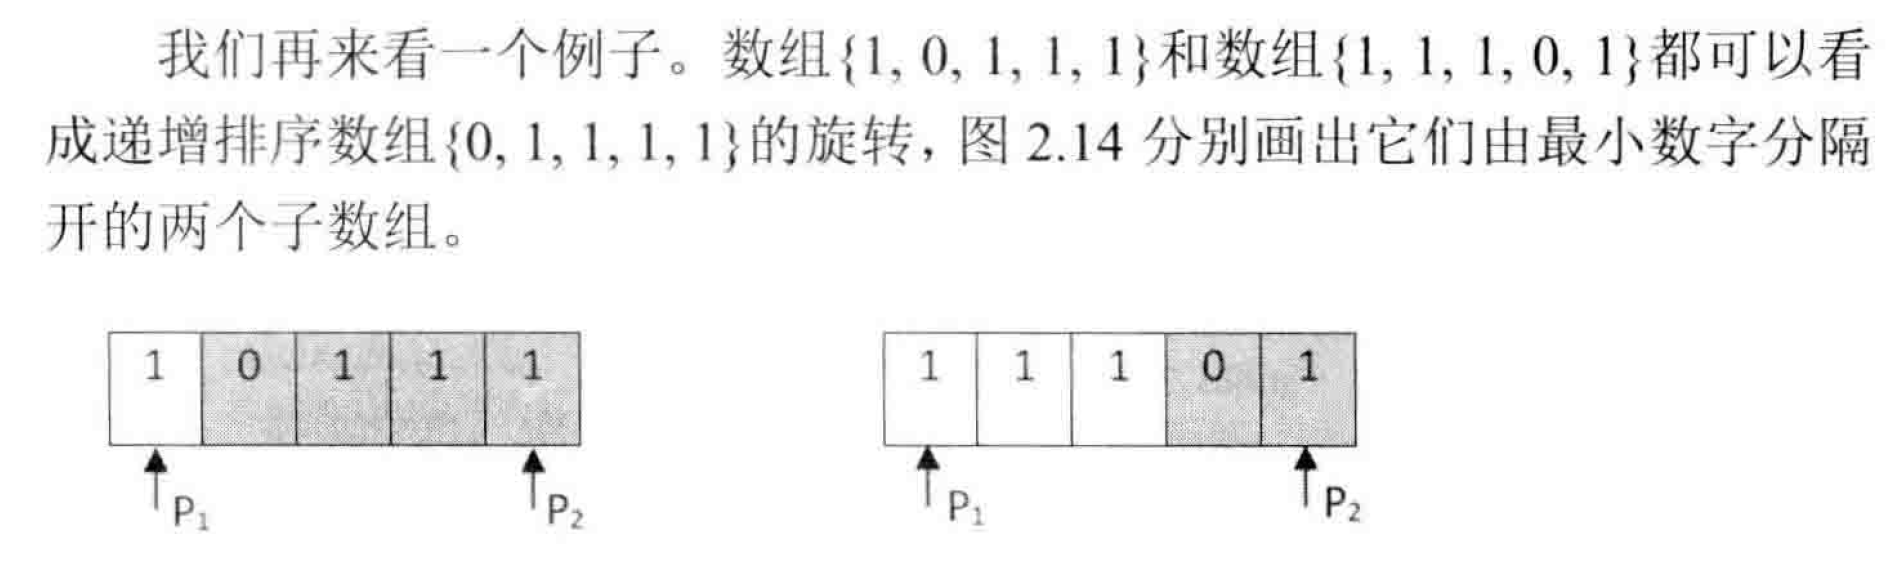 我们再来看一个例子。数组{1, 0, 1, 1, 1}和数组{1, 1, 1, 0, 1}都可以看
成递增排序数组{0, 1, 1, 1, 1}的旋转，图 2.14 分别画出它们由最小数字分隔
开的两个子数组。
1 0 1 1 1
1 1 1 0 1
P₁ P₂
P₁ P₂